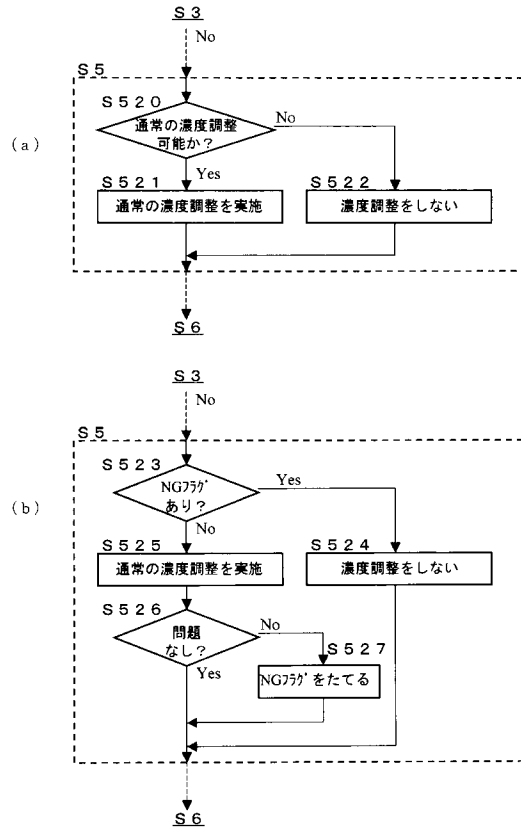 S3
No
S5
(a)
S520
通常の濃度調整
可能か?
No
Yes
S521
通常の濃度調整を実施
S522
濃度調整をしない
S6
S3
No
S5
(b)
S523
NGフラグ
あり?
Yes
No
S525
通常の濃度調整を実施
S524
濃度調整をしない
S526
問題
なし?
No
Yes
S527
NGフラグをたてる
S6